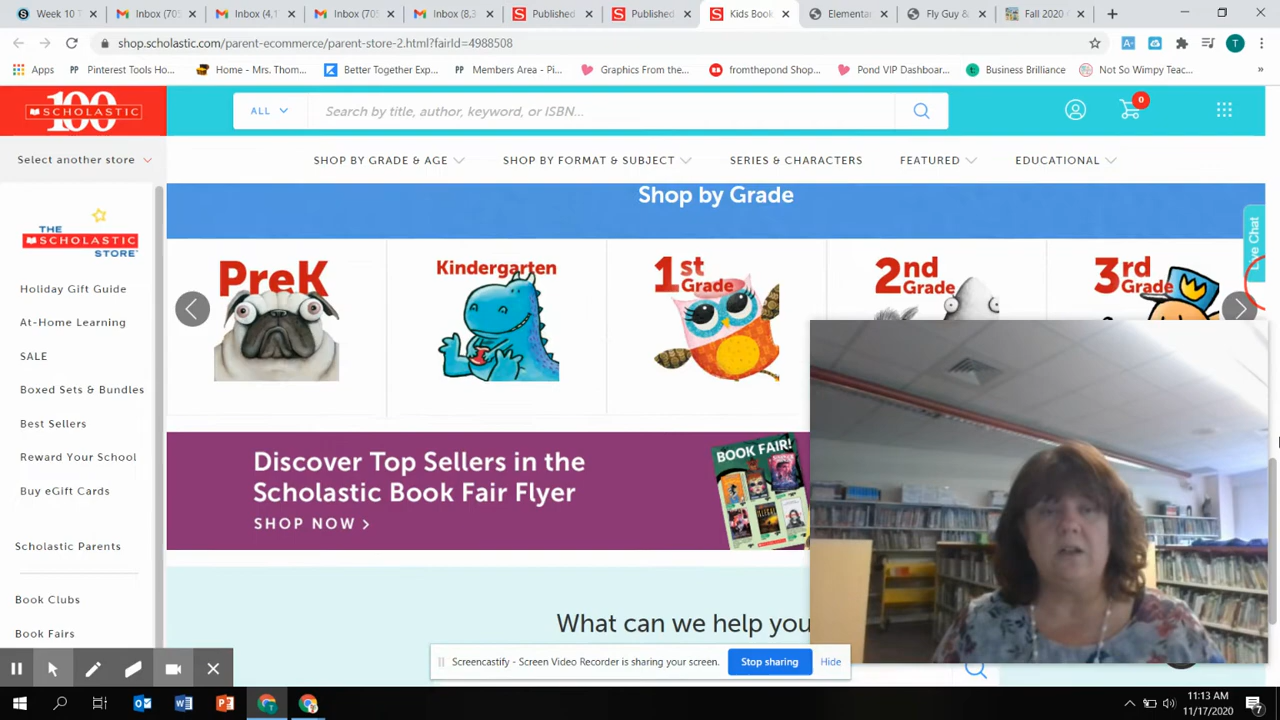 Week 10 T
Inbox (705
Inbox (4,1
Inbox (705
Inbox (8,3
Published
Published
Kids Book
Elementa
Fly Guy &
Fall 2020 C
shop.scholastic.com/parent-ecommerce/parent-store-2.html?fairId=4988508
T
Apps
Pinterest Tools Ho...
Home - Mrs. Thom...
Better Together Exp...
Members Area - Pi...
Graphics From the...
fromthepond Shop...
Pond VIP Dashboar...
Business Brilliance
Not So Wimpy Teac...
100
SCHOLASTIC
ALL
Search by title, author, keyword, or ISBN...
0
Select another store
SHOP BY GRADE & AGE
SHOP BY FORMAT & SUBJECT
SERIES & CHARACTERS
FEATURED
EDUCATIONAL
THE
SCHOLASTIC
STORE
Holiday Gift Guide
At-Home Learning
SALE
Boxed Sets & Bundles
Best Sellers
Reward Your School
Buy eGift Cards
Scholastic Parents
Book Clubs
Book Fairs
Shop by Grade
PreK
Kindergarten
1st
Grade
2nd
Grade
3rd
Grade
Live Chat
Discover Top Sellers in the
Scholastic Book Fair Flyer
SHOP NOW >
BOOK FAIR!
What can we help you
Screencastify - Screen Video Recorder is sharing your screen.
Stop sharing
Hide
11:13 AM
11/17/2020
7